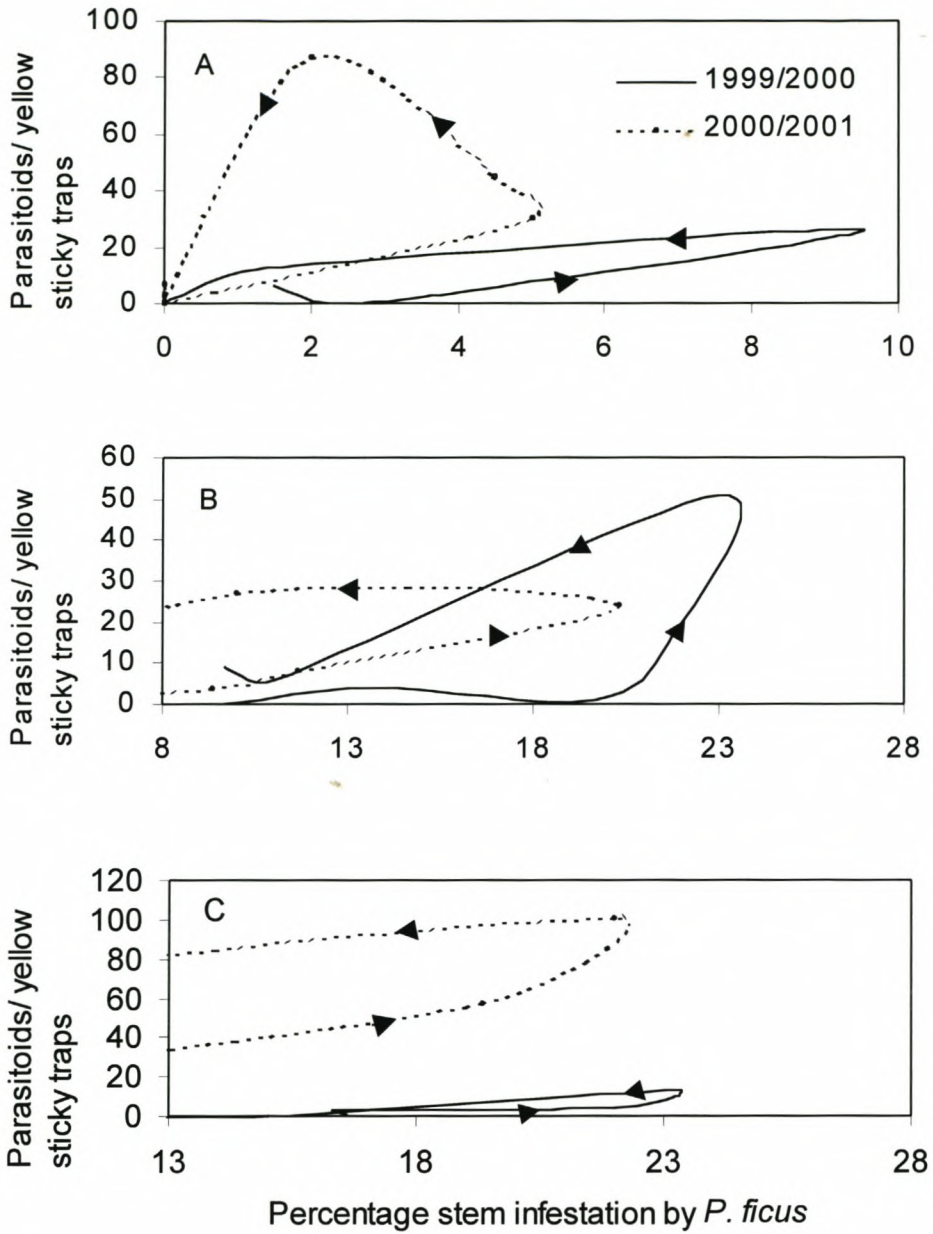 Parasitoids/ yellow
sticky traps
100
80
60
40
20
0
A
1999/2000
2000/2001
0 2 4 6 8 10
Parasitoids/ yellow
sticky traps
60
50
40
30
20
10
0
B
8 13 18 23 28
Parasitoids/ yellow
sticky traps
120
100
80
60
40
20
0
C
13 18 23 28
Percentage stem infestation by P. ficus